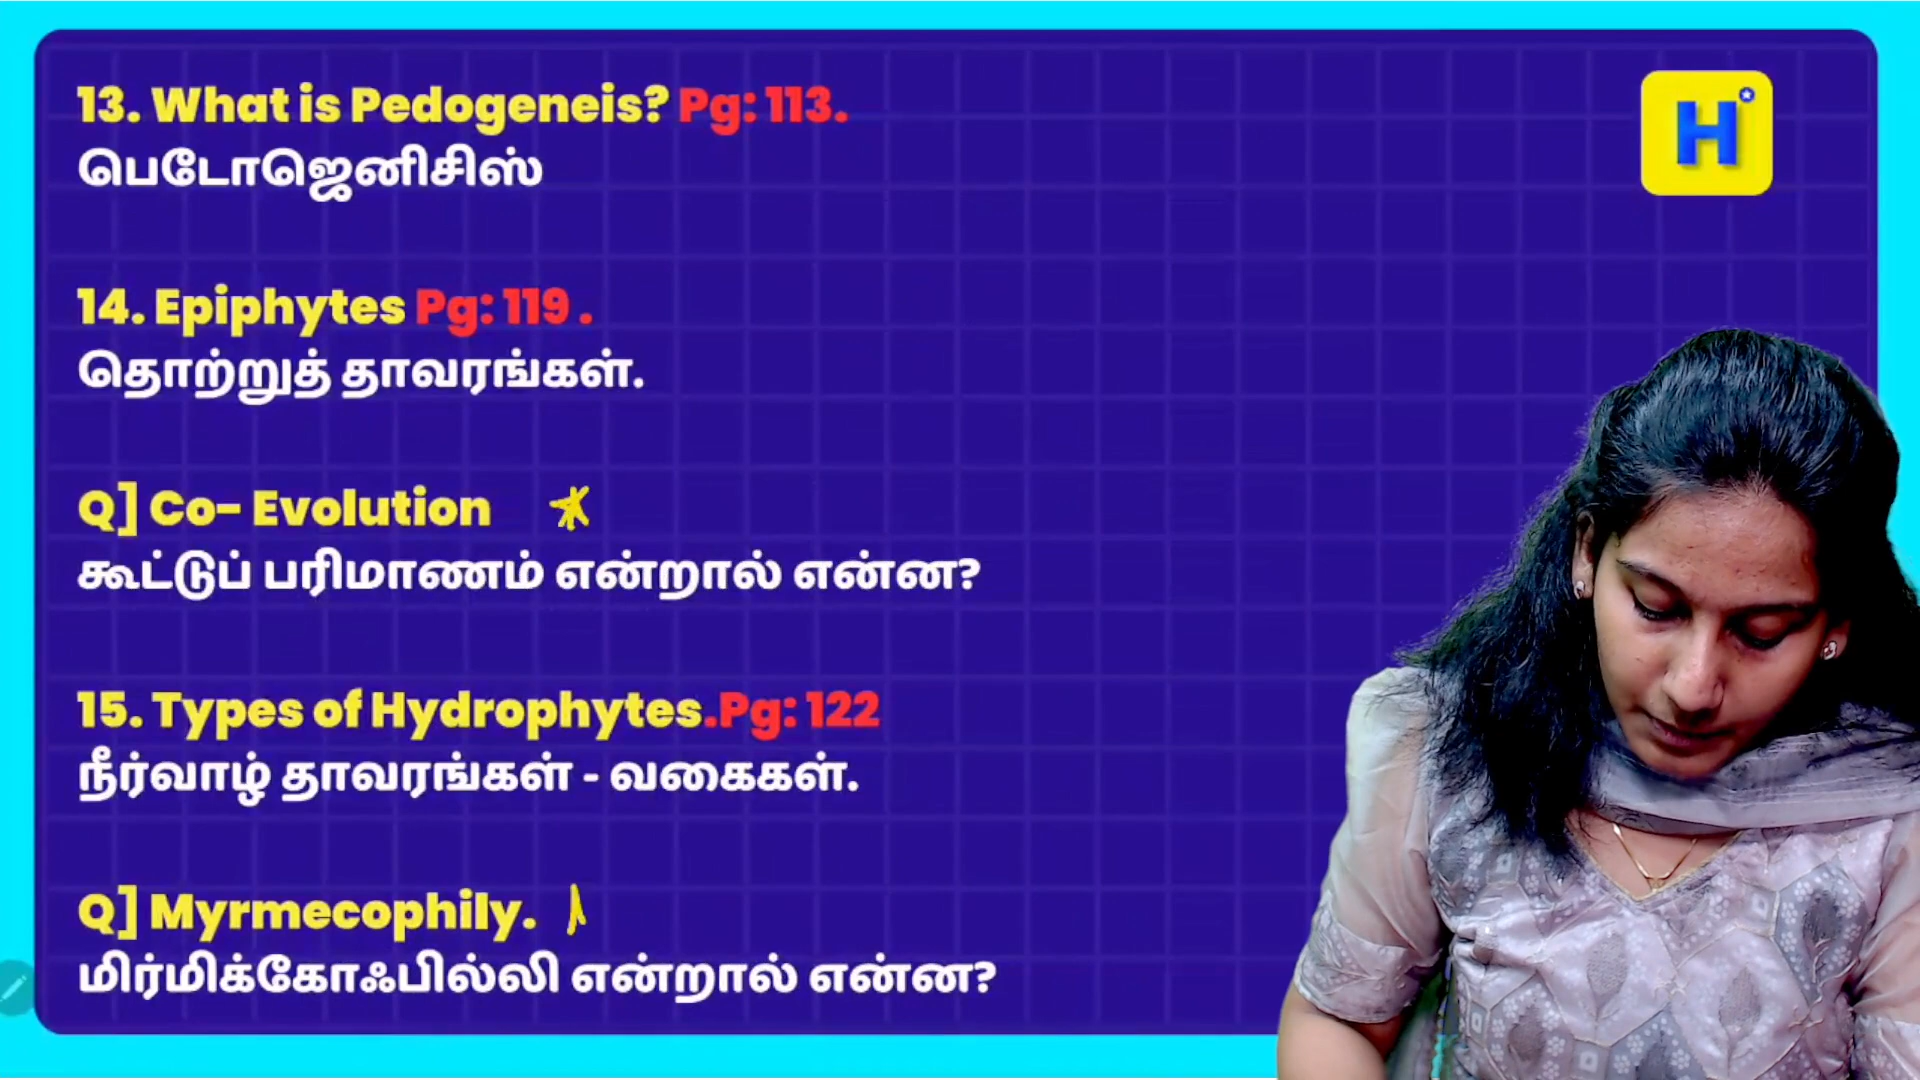 13. What is Pedogeneis? Pg: 113.
பெடோஜெனிசிஸ்
H
14. Epiphytes Pg: 119 .
தொற்றுத் தாவரங்கள்.
Q] Co- Evolution
கூட்டுப் பரிமாணம் என்றால் என்ன?
15. Types of Hydrophytes.Pg: 122
நீர்வாழ் தாவரங்கள் - வகைகள்.
Q] Myrmecophily.
மிர்மிக்கோஃபில்லி என்றால் என்ன?